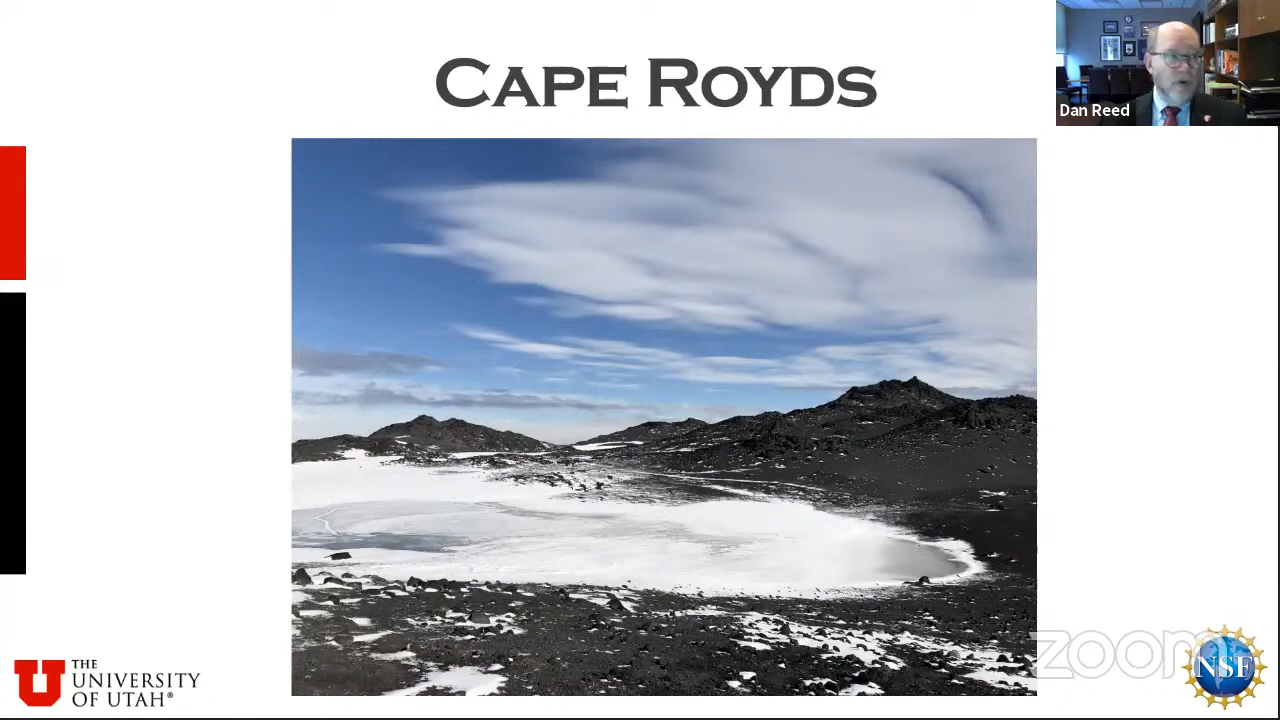 CAPE ROYDS
Dan Reed
THE
UNIVERSITY
OF UTAH®
zoom
NSF